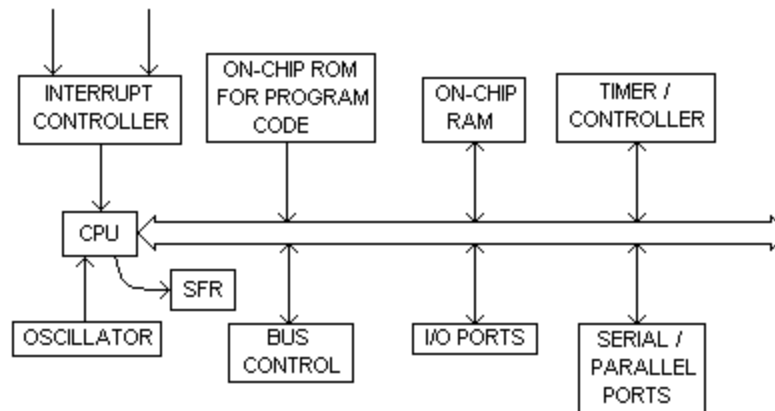 INTERRUPT
CONTROLLER
ON-CHIP ROM
FOR PROGRAM
CODE
ON-CHIP
RAM
TIMER /
CONTROLLER
CPU
SFR
OSCILLATOR
BUS
CONTROL
I/O PORTS
SERIAL /
PARALLEL
PORTS